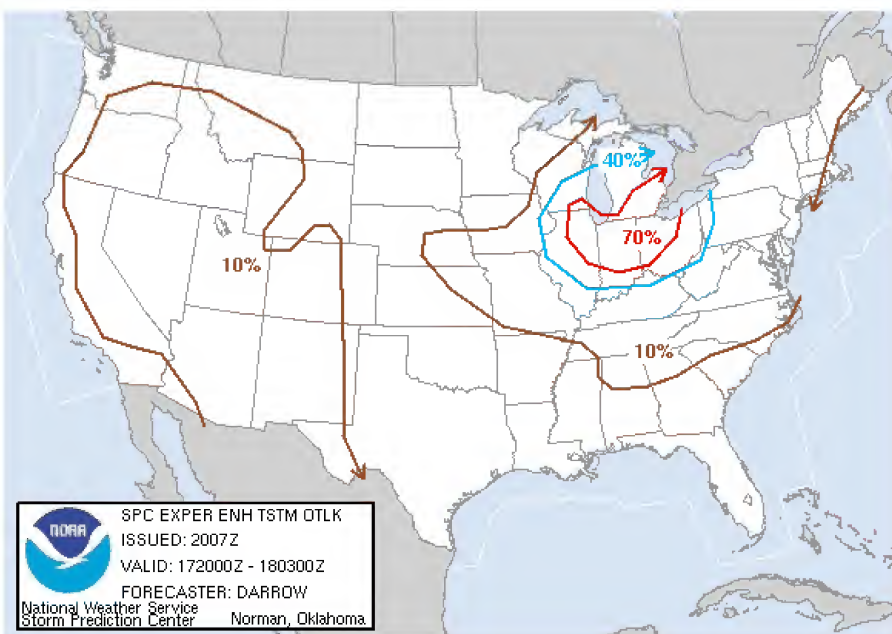 40%
70%
10%
10%
SPC EXPER ENH TSTM OTLK
ISSUED: 2007Z
VALID: 172000Z - 180300Z
FORECASTER: DARROW
NOAA
National Weather Service
Storm Prediction Center Norman, Oklahoma